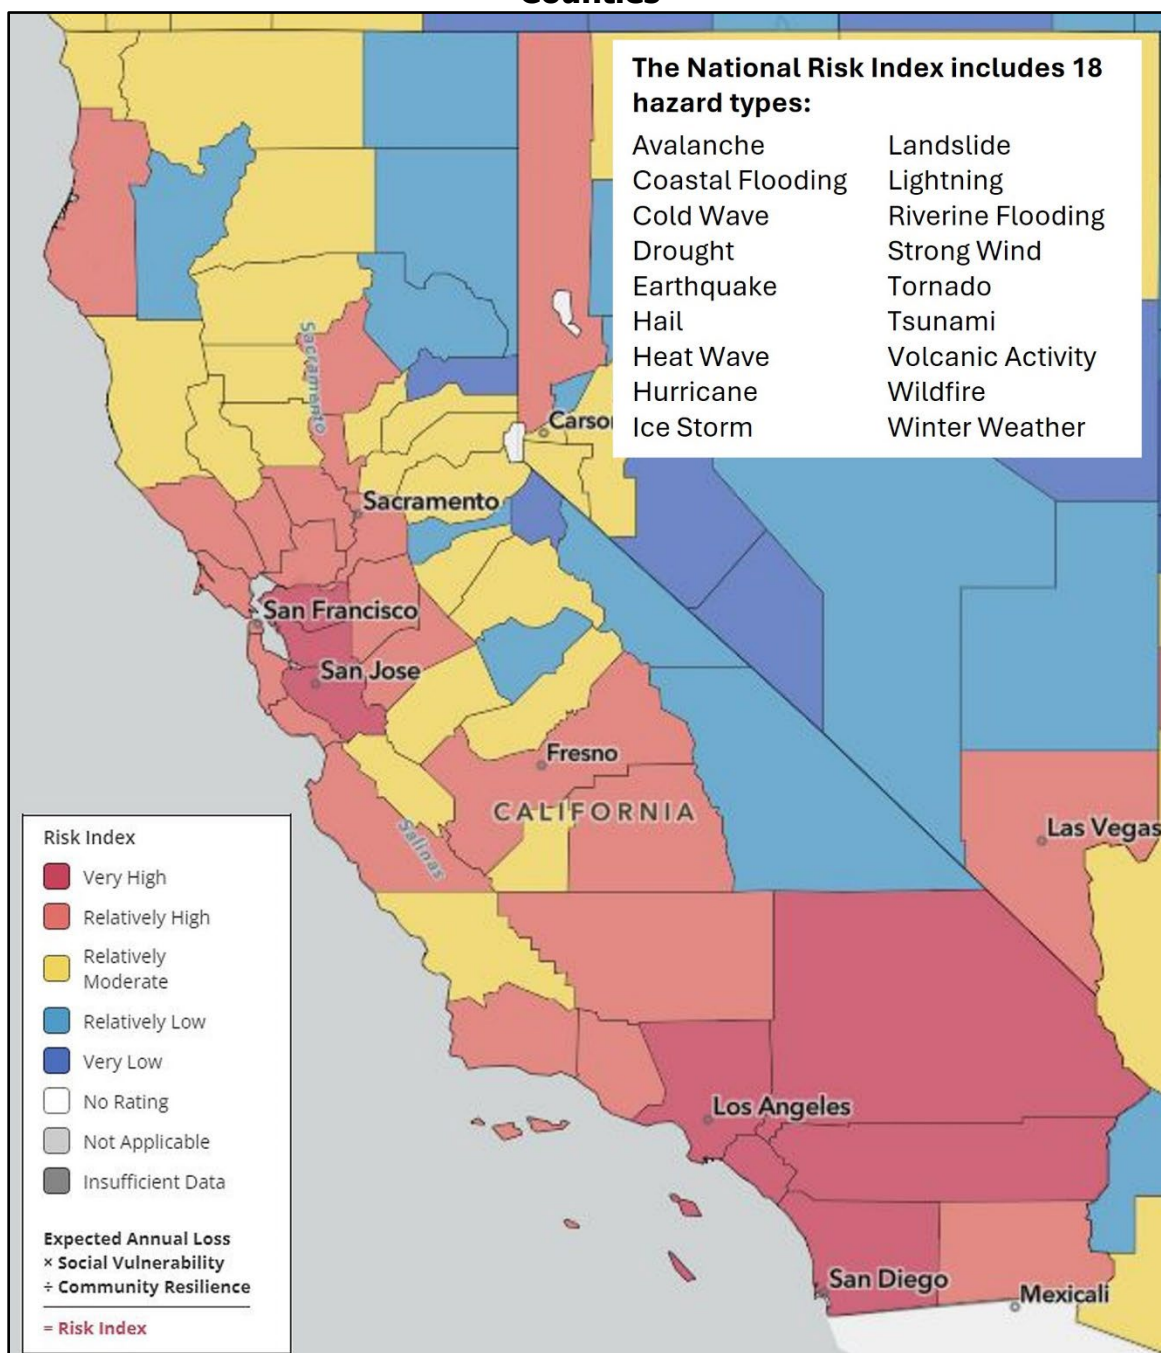 Counties
The National Risk Index includes 18
hazard types:
Avalanche
Coastal Flooding
Cold Wave
Drought
Earthquake
Hail
Heat Wave
Hurricane
Ice Storm
Landslide
Lightning
Riverine Flooding
Strong Wind
Tornado
Tsunami
Volcanic Activity
Wildfire
Winter Weather
Sacramento
Carso
Sacramento
San Francisco
San Jose
Fresno
CALIFORNIA
Salinas
Las Vegas
Los Angeles
San Diego
Mexicali
Risk Index
Very High
Relatively High
Relatively
Moderate
Relatively Low
Very Low
No Rating
Not Applicable
Insufficient Data
Expected Annual Loss
× Social Vulnerability
÷ Community Resilience
= Risk Index